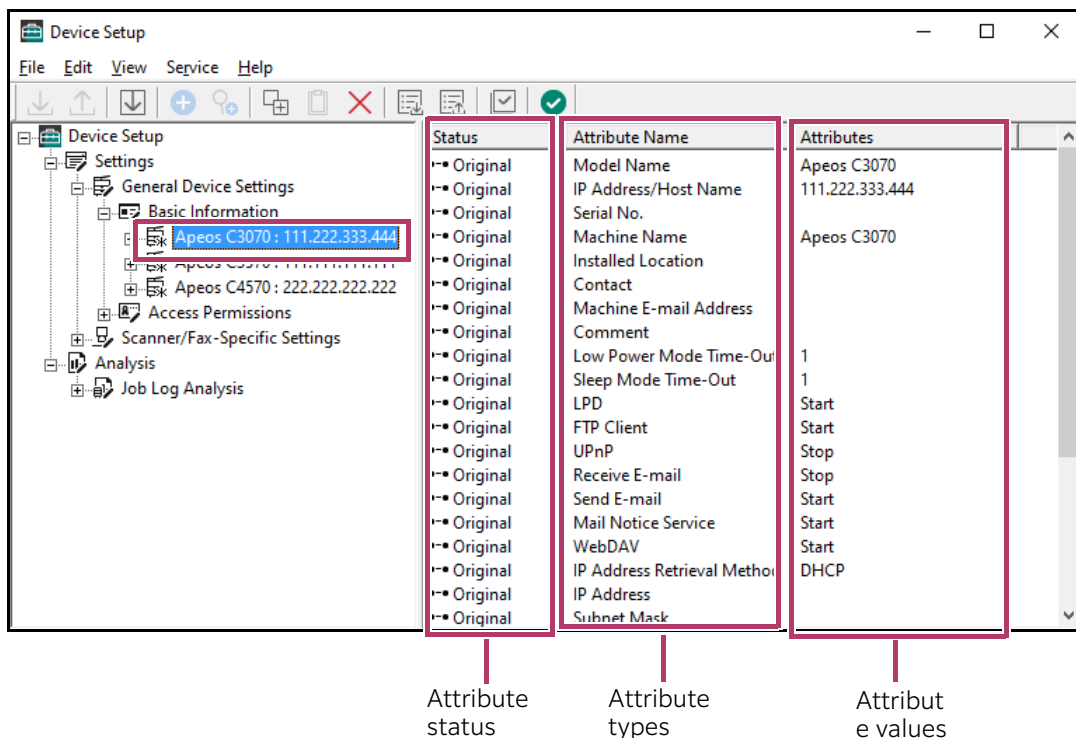 Device Setup
File Edit View Service Help
Device Setup
Settings
General Device Settings
Basic Information
Apeos C3070 : 111.222.333.444
Apeos C4570 : 222.222.222.222
Access Permissions
Scanner/Fax-Specific Settings
Analysis
Job Log Analysis
Status Attribute Name Attributes
Original Model Name Apeos C3070
Original IP Address/Host Name 111.222.333.444
Original Serial No.
Original Machine Name Apeos C3070
Original Installed Location
Original Contact
Original Machine E-mail Address
Original Comment
Original Low Power Mode Time-Out 1
Original Sleep Mode Time-Out 1
Original LPD Start
Original FTP Client Start
Original UPnP Stop
Original Receive E-mail Stop
Original Send E-mail Start
Original Mail Notice Service Start
Original WebDAV Start
Original IP Address Retrieval Metho DHCP
Original IP Address
Original Subnet Mask
Attribute
status
Attribute
types
Attribut
e values